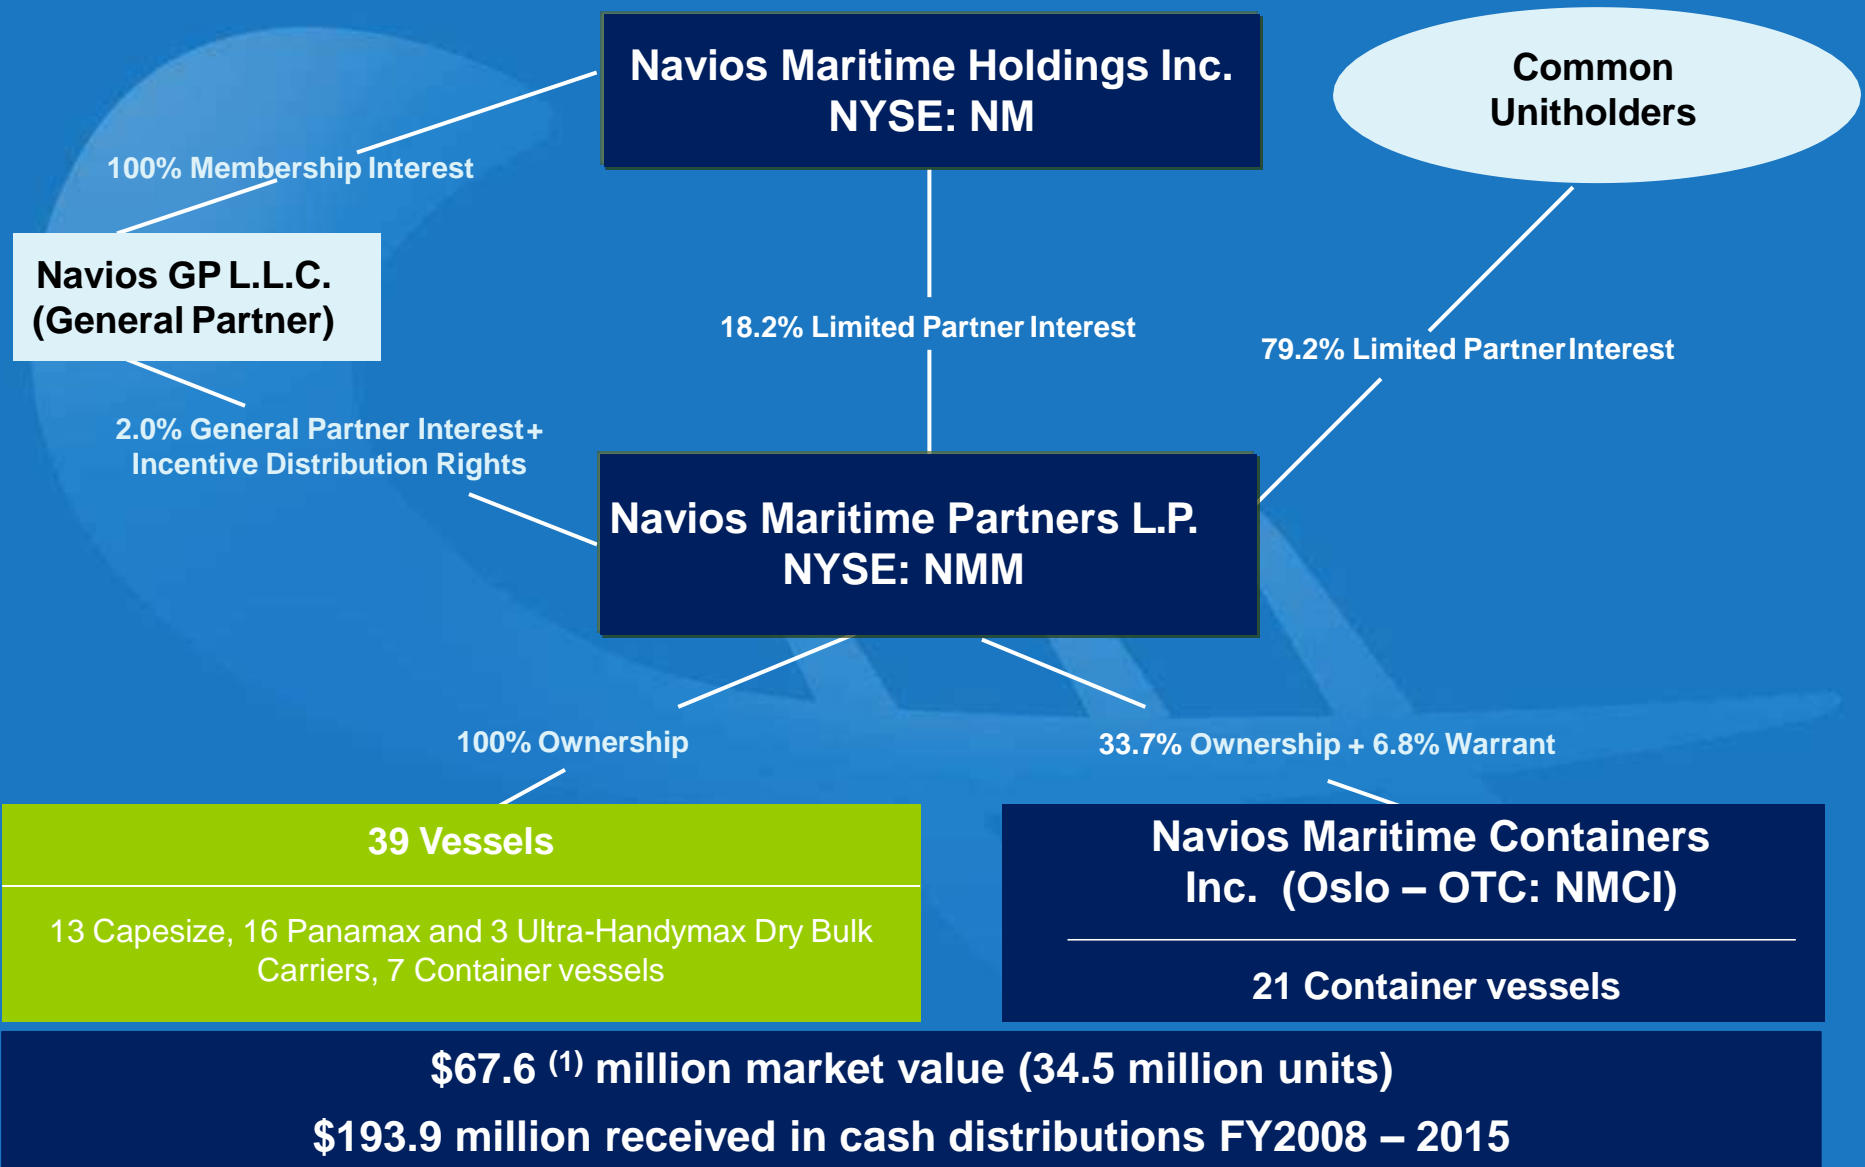 Navios Maritime Holdings Inc.
NYSE: NM
Common
Unitholders
100% Membership Interest
Navios GP L.L.C.
(General Partner)
18.2% Limited Partner Interest
79.2% Limited Partner Interest
2.0% General Partner Interest +
Incentive Distribution Rights
Navios Maritime Partners L.P.
NYSE: NMM
100% Ownership
33.7% Ownership + 6.8% Warrant
39 Vessels
13 Capesize, 16 Panamax and 3 Ultra-Handymax Dry Bulk
Carriers, 7 Container vessels
Navios Maritime Containers
Inc. (Oslo – OTC: NMCI)
21 Container vessels
$67.6 (1) million market value (34.5 million units)
$193.9 million received in cash distributions FY2008 – 2015